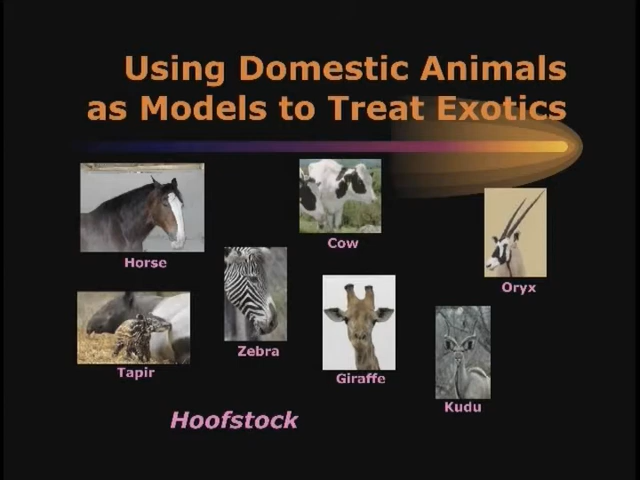 Using Domestic Animals
as Models to Treat Exotics
Horse
Cow
Oryx
Tapir
Zebra
Giraffe
Kudu
Hoofstock